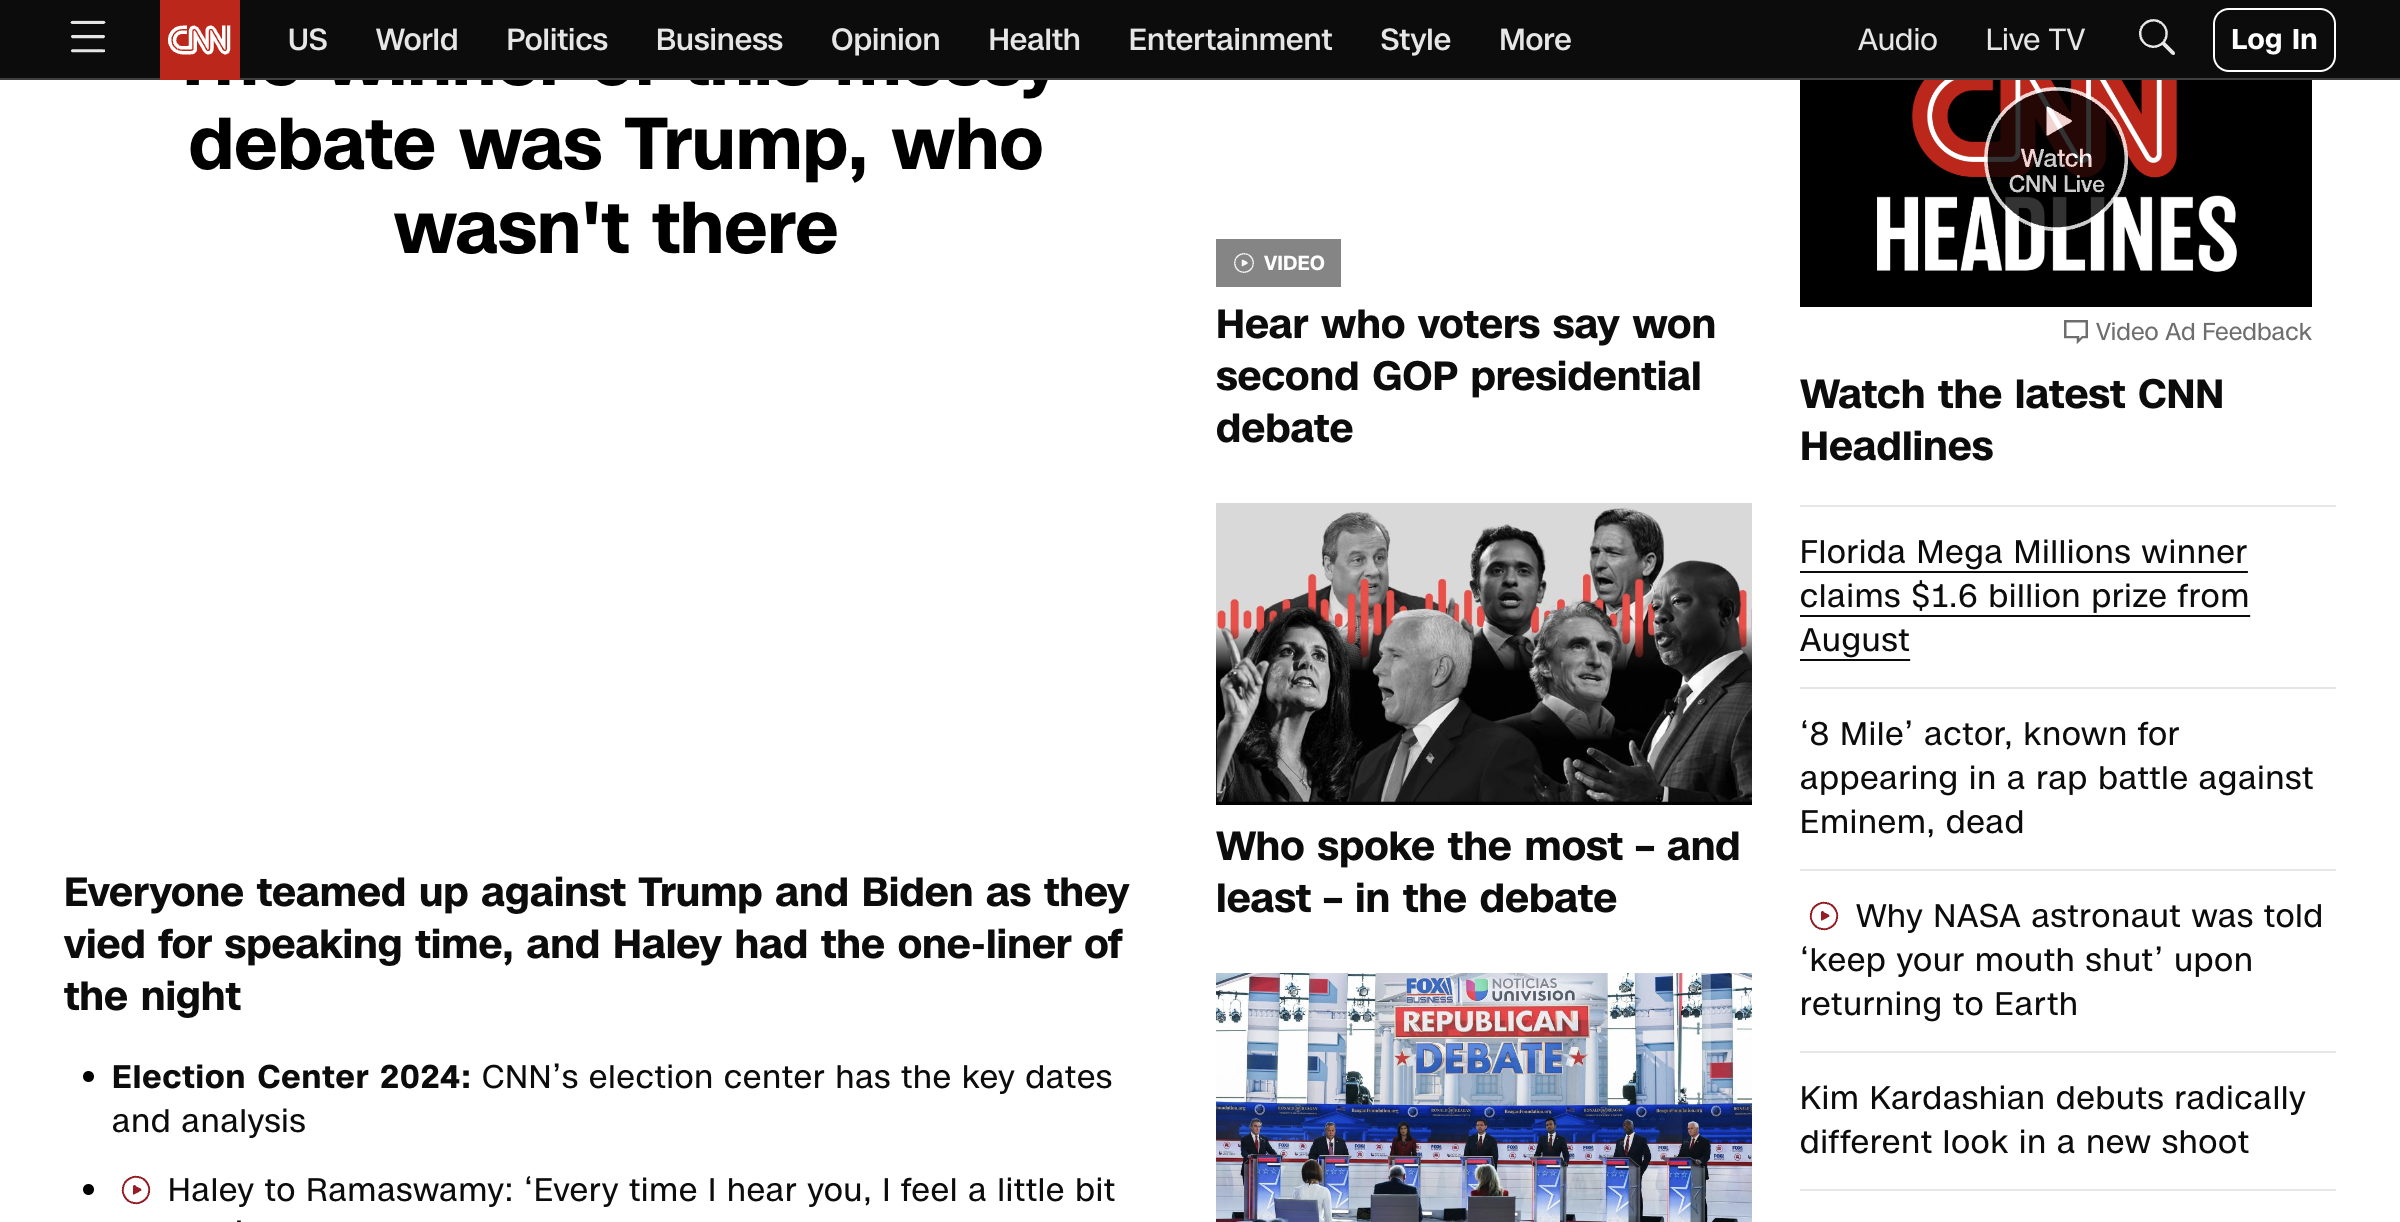 CNN
US
World
Politics
Business
Opinion
Health
Entertainment
Style
More
Audio
Live TV
Log In
The winner of this messy
debate was Trump, who
wasn't there
Everyone teamed up against Trump and Biden as they
vied for speaking time, and Haley had the one-liner of
the night
Election Center 2024: CNN’s election center has the key dates
and analysis
Haley to Ramaswamy: ‘Every time I hear you, I feel a little bit
VIDEO
Hear who voters say won
second GOP presidential
debate
Who spoke the most – and
least – in the debate
FOX
BUSINESS
NOTICIAS
UNIVISION
REPUBLICAN
DEBATE
CNN
Watch
CNN Live
HEADLINES
Video Ad Feedback
Watch the latest CNN
Headlines
Florida Mega Millions winner
claims $1.6 billion prize from
August
‘8 Mile’ actor, known for
appearing in a rap battle against
Eminem, dead
Why NASA astronaut was told
‘keep your mouth shut’ upon
returning to Earth
Kim Kardashian debuts radically
different look in a new shoot